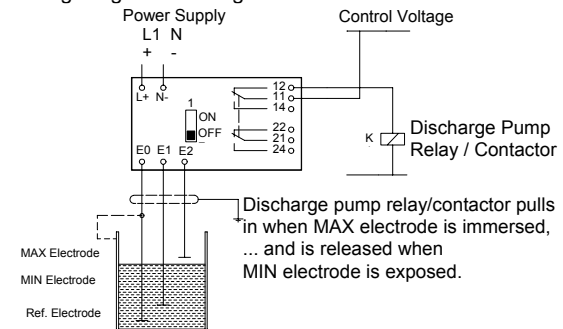 Power Supply
Control Voltage
L1 N
+ -
L+ N-
1
ON
OFF
12
11
14
22
21
24
E0 E1 E2
K
Discharge Pump
Relay / Contactor
Discharge pump relay/contactor pulls
in when MAX electrode is immersed,
... and is released when
MIN electrode is exposed.
MAX Electrode
MIN Electrode
Ref. Electrode